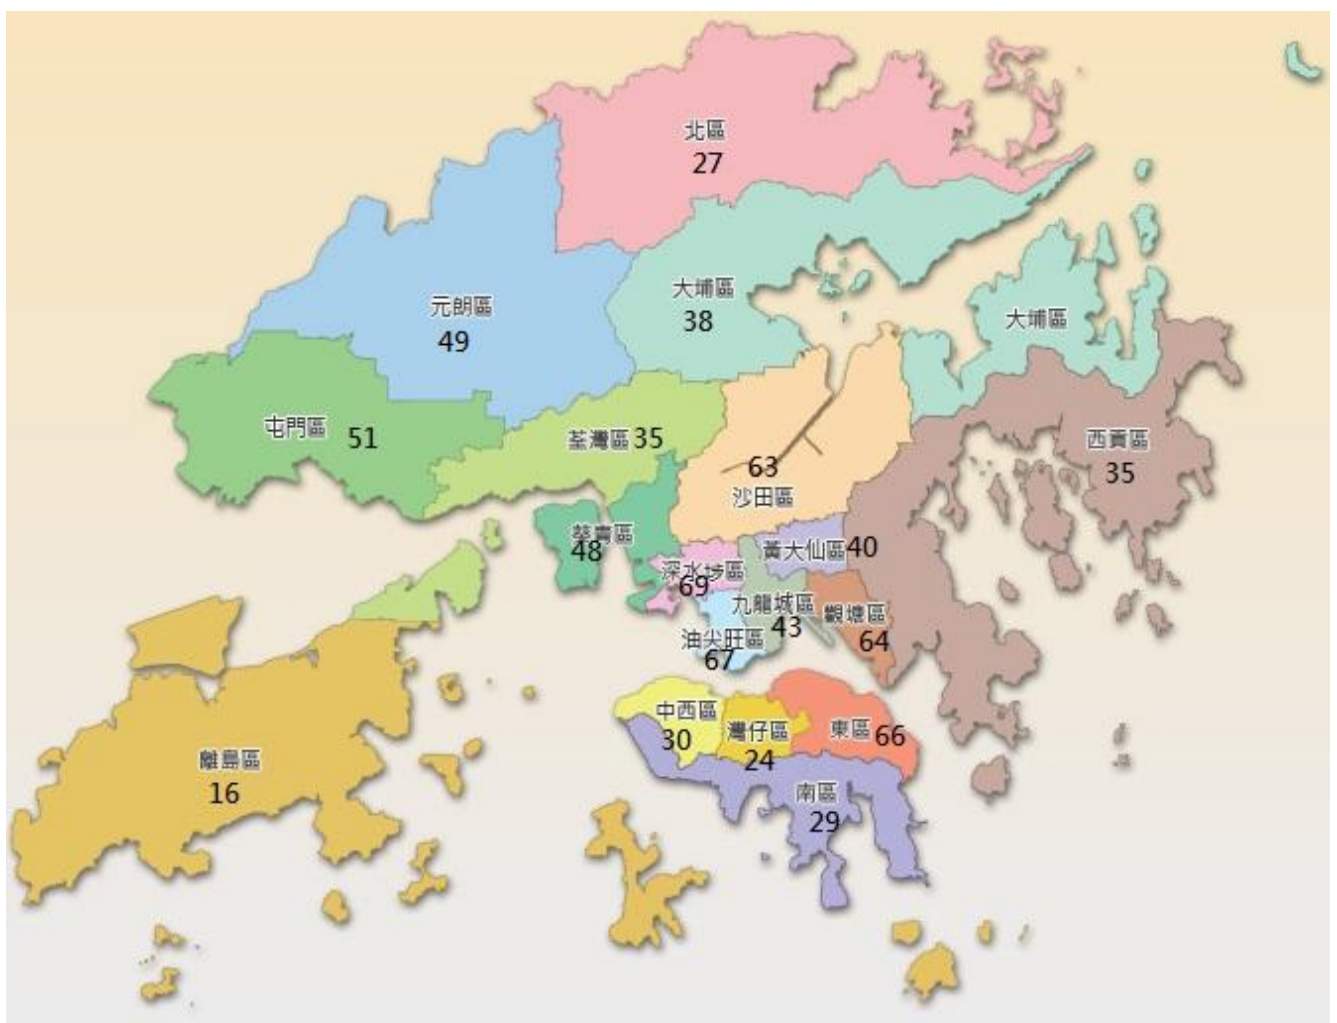 北區
27
大埔區
38
元朗區
49
大埔區
屯門區 51
荃灣區 35
西貢區
35
63
沙田區
葵青區
48
黃大仙區 40
深水埗區
69
九龍城區
43
觀塘區
64
油尖旺區
67
中西區
30
灣仔區
24
東區 66
離島區
16
南區
29